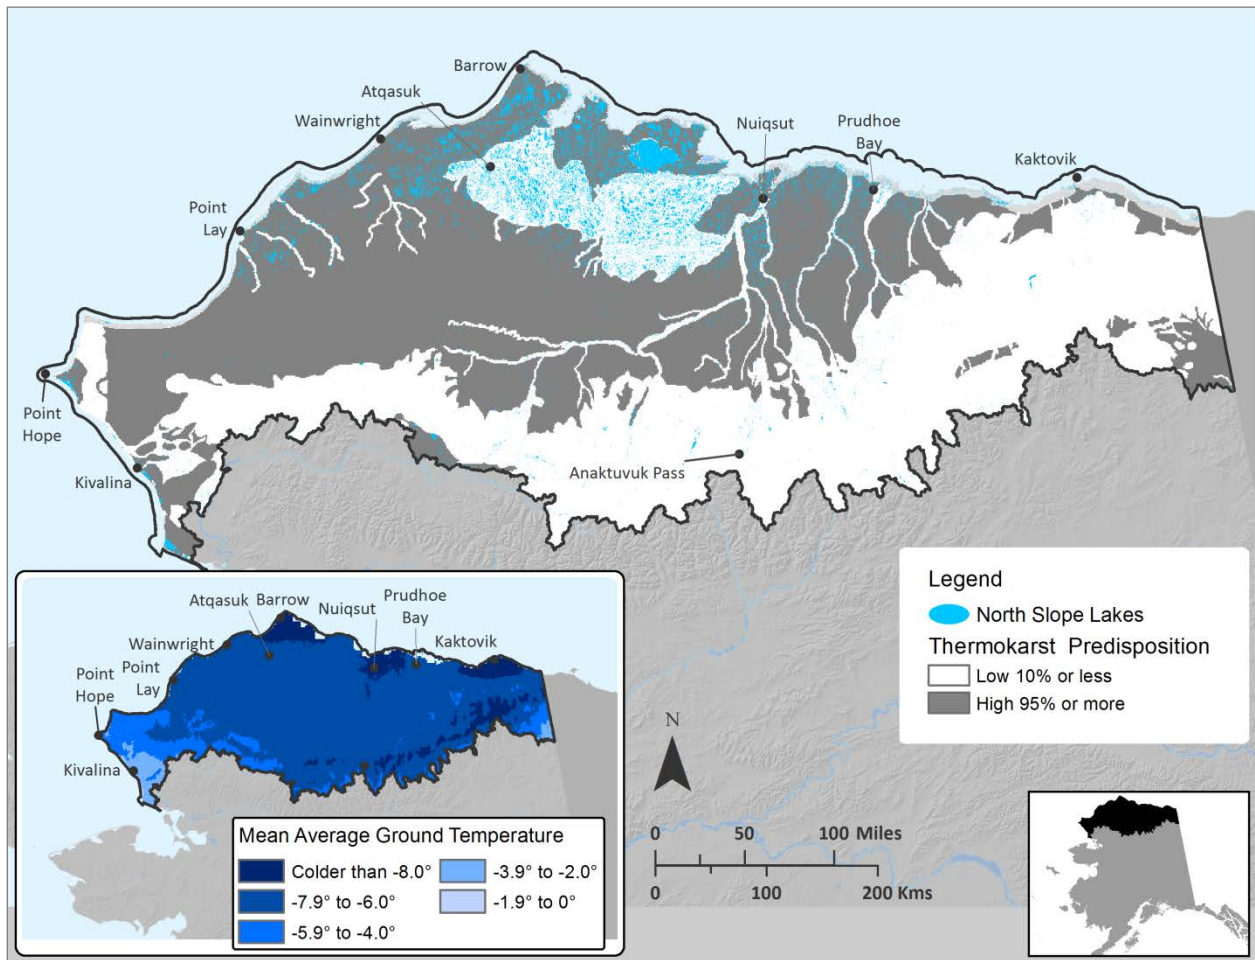 Barrow
Atqasuk
Wainwright
Nuiqsut
Prudhoe
Bay
Kaktovik
Point
Lay
Point
Hope
Kivalina
Anaktuvuk Pass
Legend
North Slope Lakes
Thermokarst Predisposition
Low 10% or less
High 95% or more
N
0 50 100 Miles
0 100 200 Kms
Atqasuk
Barrow
Nuiqsut
Prudhoe
Bay
Kaktovik
Wainwright
Point
Lay
Point
Hope
Kivalina
Mean Average Ground Temperature
Colder than -8.0°
-7.9° to -6.0°
-5.9° to -4.0°
-3.9° to -2.0°
-1.9° to 0°